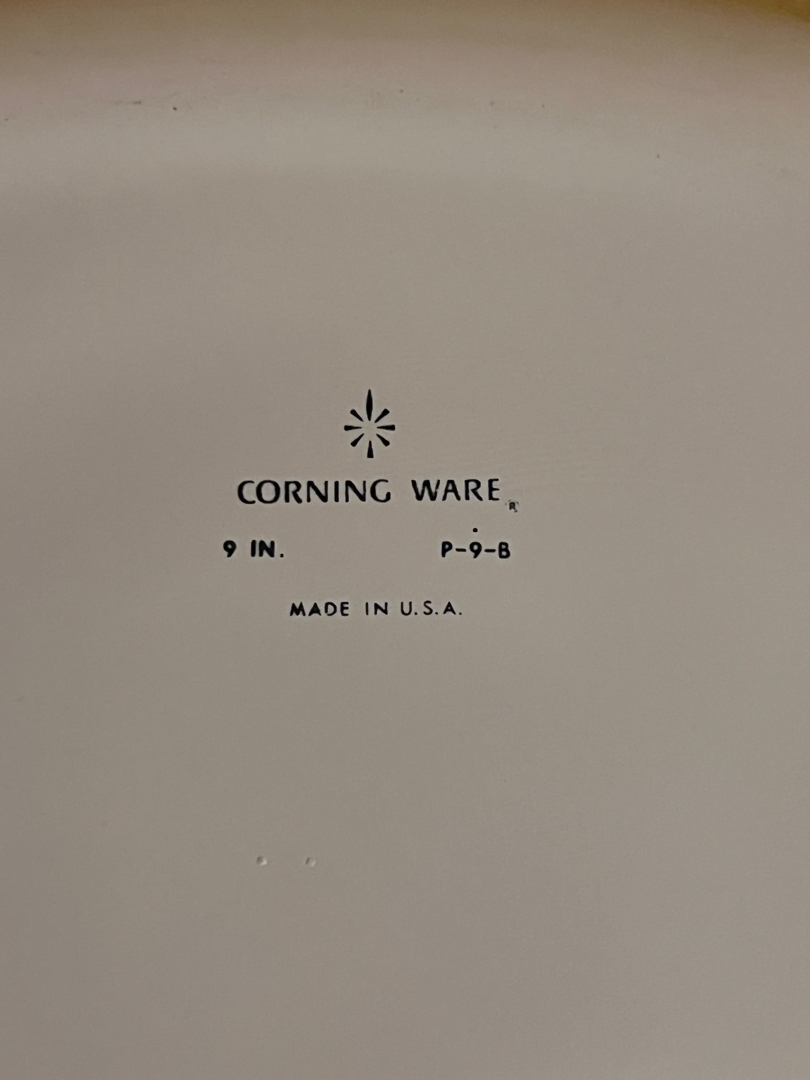 CORNING WARE®
9 IN. P-9-B
MADE IN U.S.A.